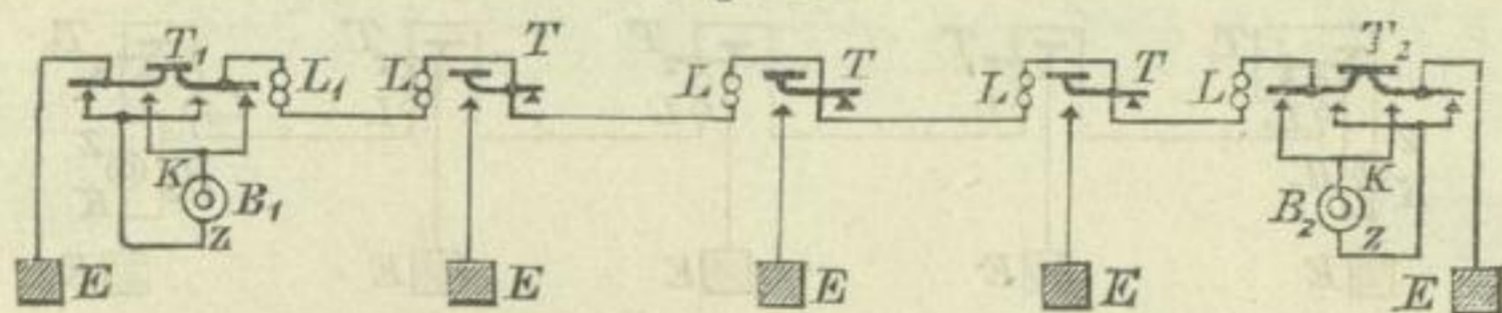 T₁ T T T₂
L₁ L L T L T L
K B₁ B₂ K
Z Z
E E E E E